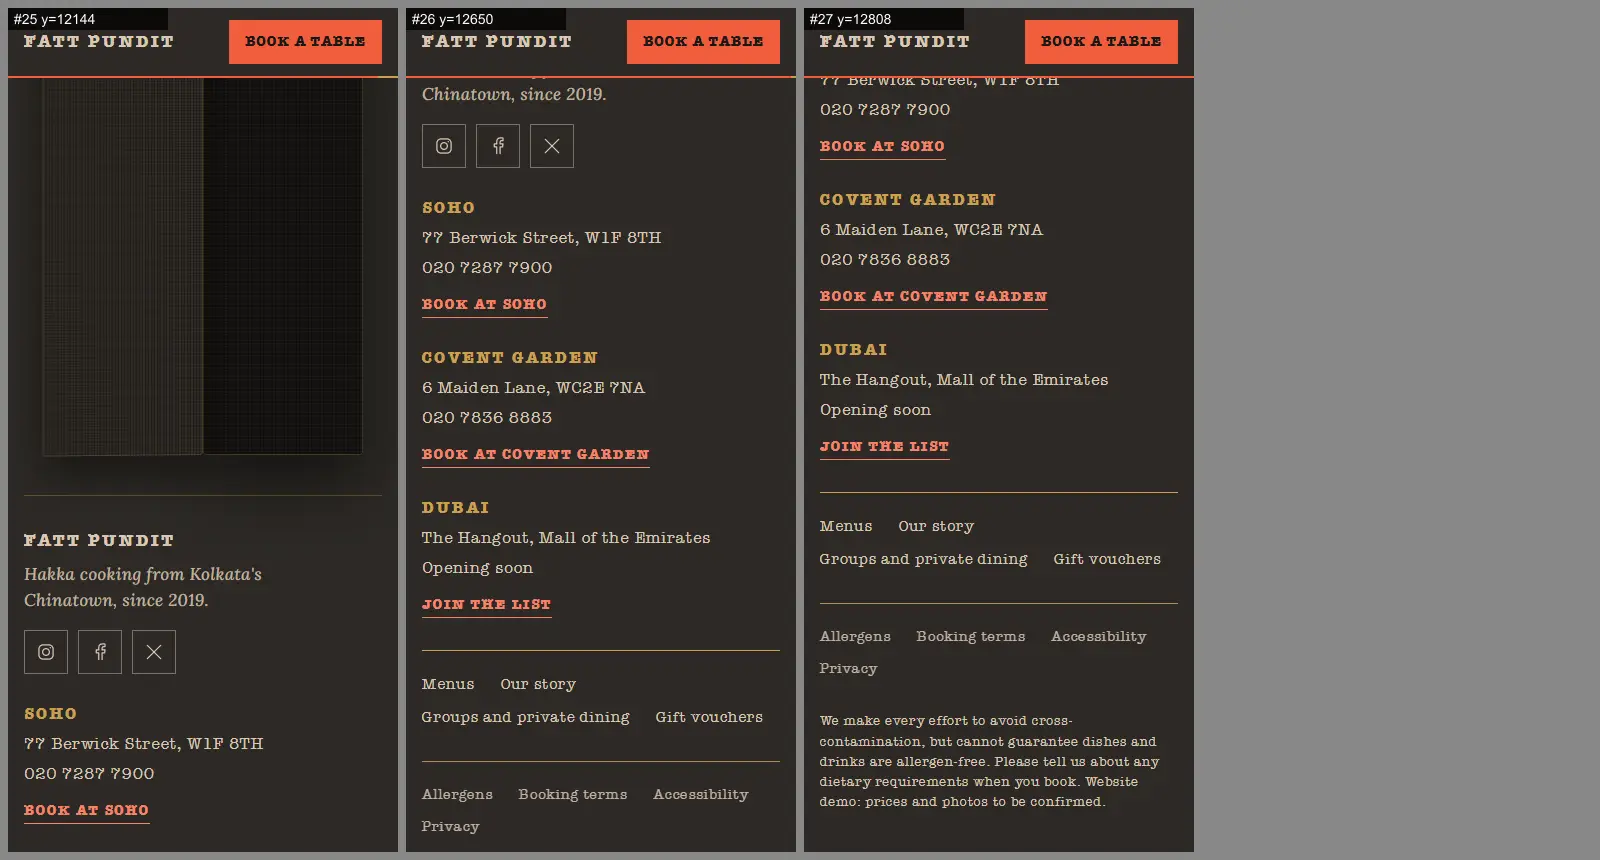 #25 y=12144
FATT PUNDIT
BOOK A TABLE
FATT PUNDIT
Hakka cooking from Kolkata's
Chinatown, since 2019.
SOHO
77 Berwick Street, W1F 8TH
020 7287 7900
BOOK AT SOHO
#26 y=12650
FATT PUNDIT
BOOK A TABLE
Chinatown, since 2019.
SOHO
77 Berwick Street, W1F 8TH
020 7287 7900
BOOK AT SOHO
COVENT GARDEN
6 Maiden Lane, WC2E 7NA
020 7836 8883
BOOK AT COVENT GARDEN
DUBAI
The Hangout, Mall of the Emirates
Opening soon
JOIN THE LIST
Menus Our story
Groups and private dining Gift vouchers
Allergens Booking terms Accessibility
Privacy
#27 y=12808
FATT PUNDIT
BOOK A TABLE
77 Berwick Street, W1F 8TH
020 7287 7900
BOOK AT SOHO
COVENT GARDEN
6 Maiden Lane, WC2E 7NA
020 7836 8883
BOOK AT COVENT GARDEN
DUBAI
The Hangout, Mall of the Emirates
Opening soon
JOIN THE LIST
Menus Our story
Groups and private dining Gift vouchers
Allergens Booking terms Accessibility
Privacy
We make every effort to avoid cross-
contamination, but cannot guarantee dishes and
drinks are allergen-free. Please tell us about any
dietary requirements when you book. Website
demo: prices and photos to be confirmed.